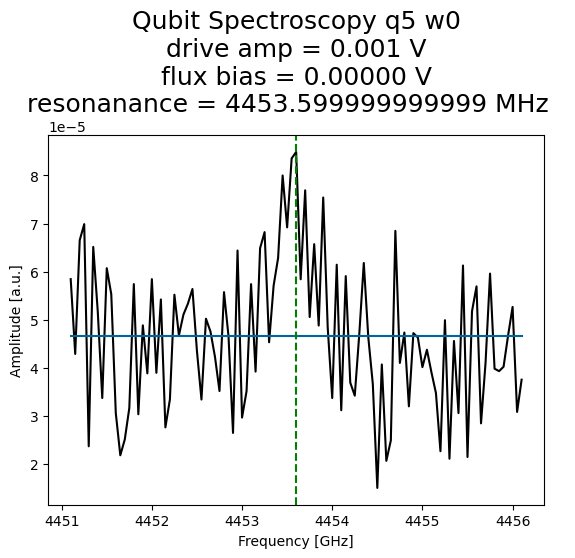 Qubit Spectroscopy q5 w0
drive amp = 0.001 V
flux bias = 0.00000 V
resonanance = 4453.599999999999 MHz
1e−5
8
7
6
5
4
3
2
Amplitude [a.u.]
4451 4452 4453 4454 4455 4456
Frequency [GHz]